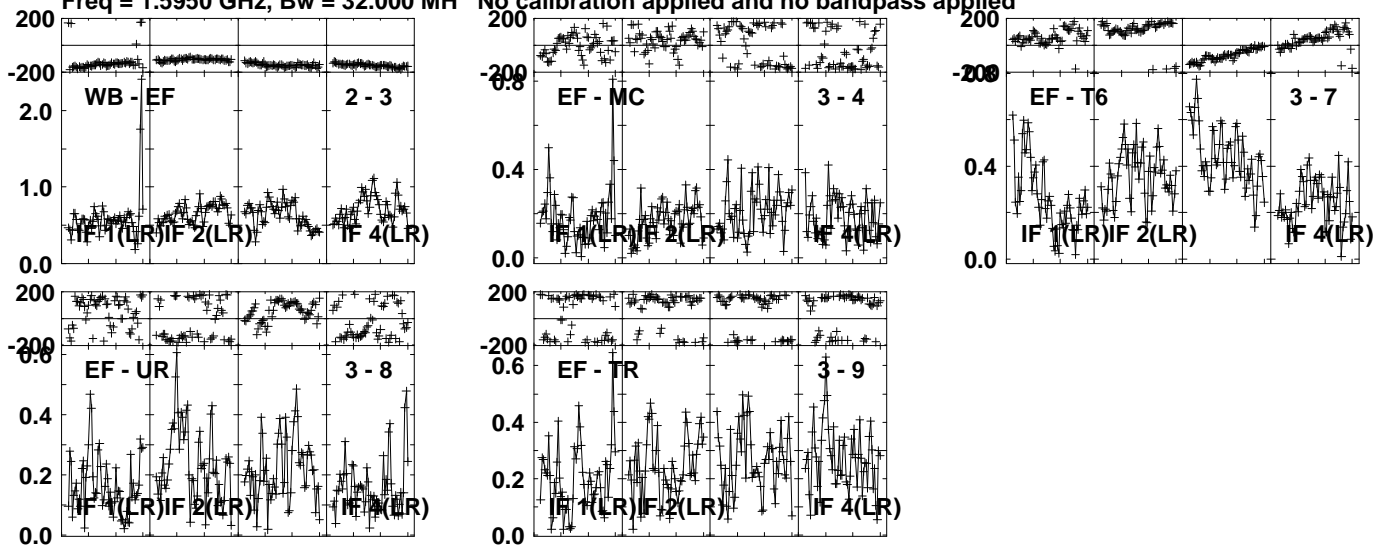 Freq = 1.5950 GHz, Bw = 32.000 MH No calibration applied and no bandpass applied
200
-200
WB - EF 2 - 3
2.0
1.0
0.0
IF 1(LR) IF 2(LR) IF 4(LR)
200
-200
0.8
EF - MC 3 - 4
0.4
0.0
IF 1(LR) IF 2(LR) IF 4(LR)
200
-200
0.8
EF - T6 3 - 7
0.4
0.0
IF 1(LR) IF 2(LR) IF 4(LR)
200
-200
0.6
EF - UR 3 - 8
0.4
0.2
0.0
IF 1(LR) IF 2(LR) IF 4(LR)
200
-200
0.6
EF - TR 3 - 9
0.4
0.2
0.0
IF 1(LR) IF 2(LR) IF 4(LR)